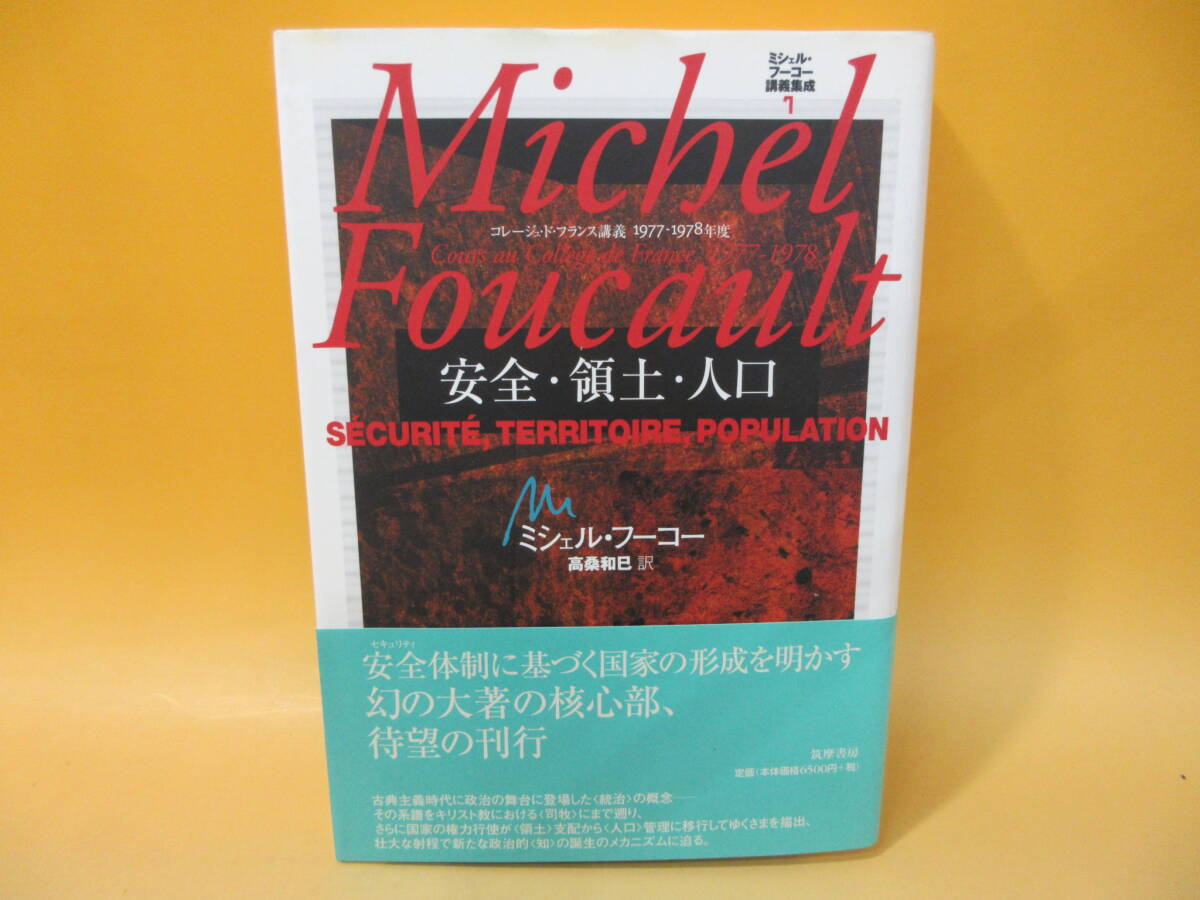 ミシェル・
フーコー
講義集成
7
Michel
コレージュ・ド・フランス講義 1977-1978年度
Cours au Collège de France, 1977-1978
Foucault
安全・領土・人口
SÉCURITÉ, TERRITOIRE, POPULATION
ミシェル・フーコー
高桑和巳 訳
セキュリティ
安全体制に基づく国家の形成を明かす
幻の大著の核心部、
待望の刊行
筑摩書房
定価(本体価格6500円+税)
古典主義時代に政治の舞台に登場した〈統治〉の概念——
その系譜をキリスト教における〈司牧〉にまで遡り、
さらに国家の権力行使が〈領土〉支配から〈人口〉管理に移行してゆくさまを描出、
壮大な射程で新たな政治的〈知〉の誕生のメカニズムに迫る。